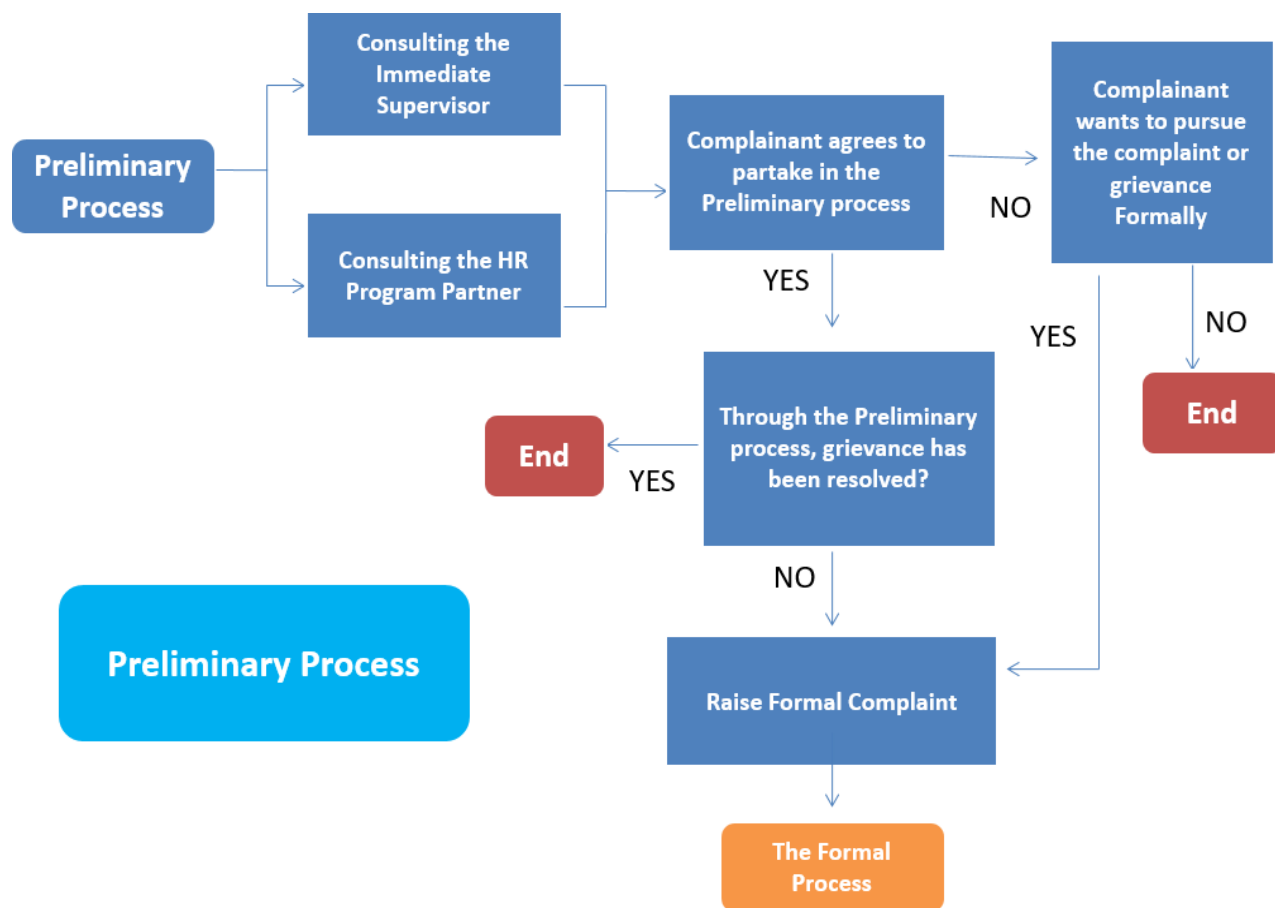 Preliminary
Process
Consulting the
Immediate
Supervisor
Consulting the HR
Program Partner
Complainant agrees to
partake in the
Preliminary process
NO
Complainant
wants to pursue
the complaint or
grievance
Formally
YES
YES
NO
End
Through the Preliminary
process, grievance has
been resolved?
YES
End
NO
Raise Formal Complaint
The Formal
Process
Preliminary Process